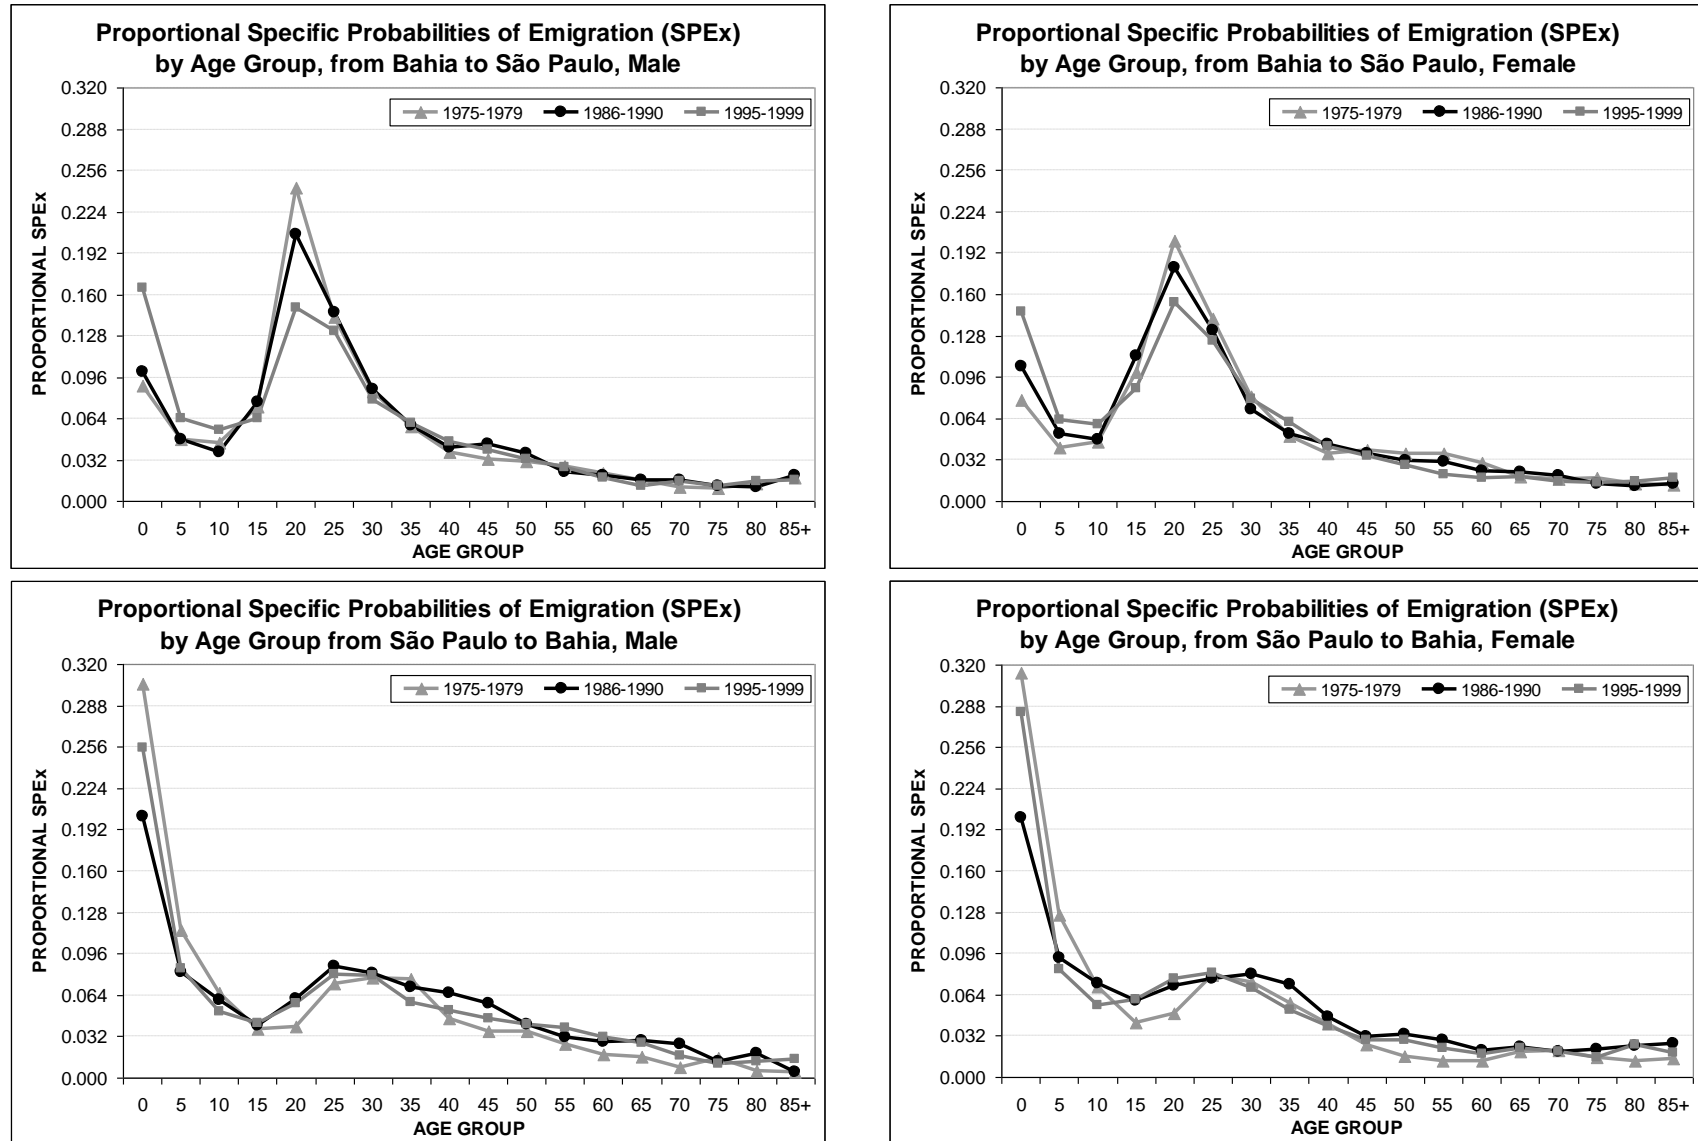 Proportional Specific Probabilities of Emigration (SPEx)
by Age Group, from Bahia to São Paulo, Male
PROPORTIONAL SPEx
0.320
0.288
0.256
0.224
0.192
0.160
0.128
0.096
0.064
0.032
0.000
1975-1979 1986-1990 1995-1999
0 5 10 15 20 25 30 35 40 45 50 55 60 65 70 75 80 85+
AGE GROUP
Proportional Specific Probabilities of Emigration (SPEx)
by Age Group, from Bahia to São Paulo, Female
PROPORTIONAL SPEx
0.320
0.288
0.256
0.224
0.192
0.160
0.128
0.096
0.064
0.032
0.000
1975-1979 1986-1990 1995-1999
0 5 10 15 20 25 30 35 40 45 50 55 60 65 70 75 80 85+
AGE GROUP
Proportional Specific Probabilities of Emigration (SPEx)
by Age Group from São Paulo to Bahia, Male
PROPORTIONAL SPEx
0.320
0.288
0.256
0.224
0.192
0.160
0.128
0.096
0.064
0.032
0.000
1975-1979 1986-1990 1995-1999
0 5 10 15 20 25 30 35 40 45 50 55 60 65 70 75 80 85+
AGE GROUP
Proportional Specific Probabilities of Emigration (SPEx)
by Age Group, from São Paulo to Bahia, Female
PROPORTIONAL SPEx
0.320
0.288
0.256
0.224
0.192
0.160
0.128
0.096
0.064
0.032
0.000
1975-1979 1986-1990 1995-1999
0 5 10 15 20 25 30 35 40 45 50 55 60 65 70 75 80 85+
AGE GROUP